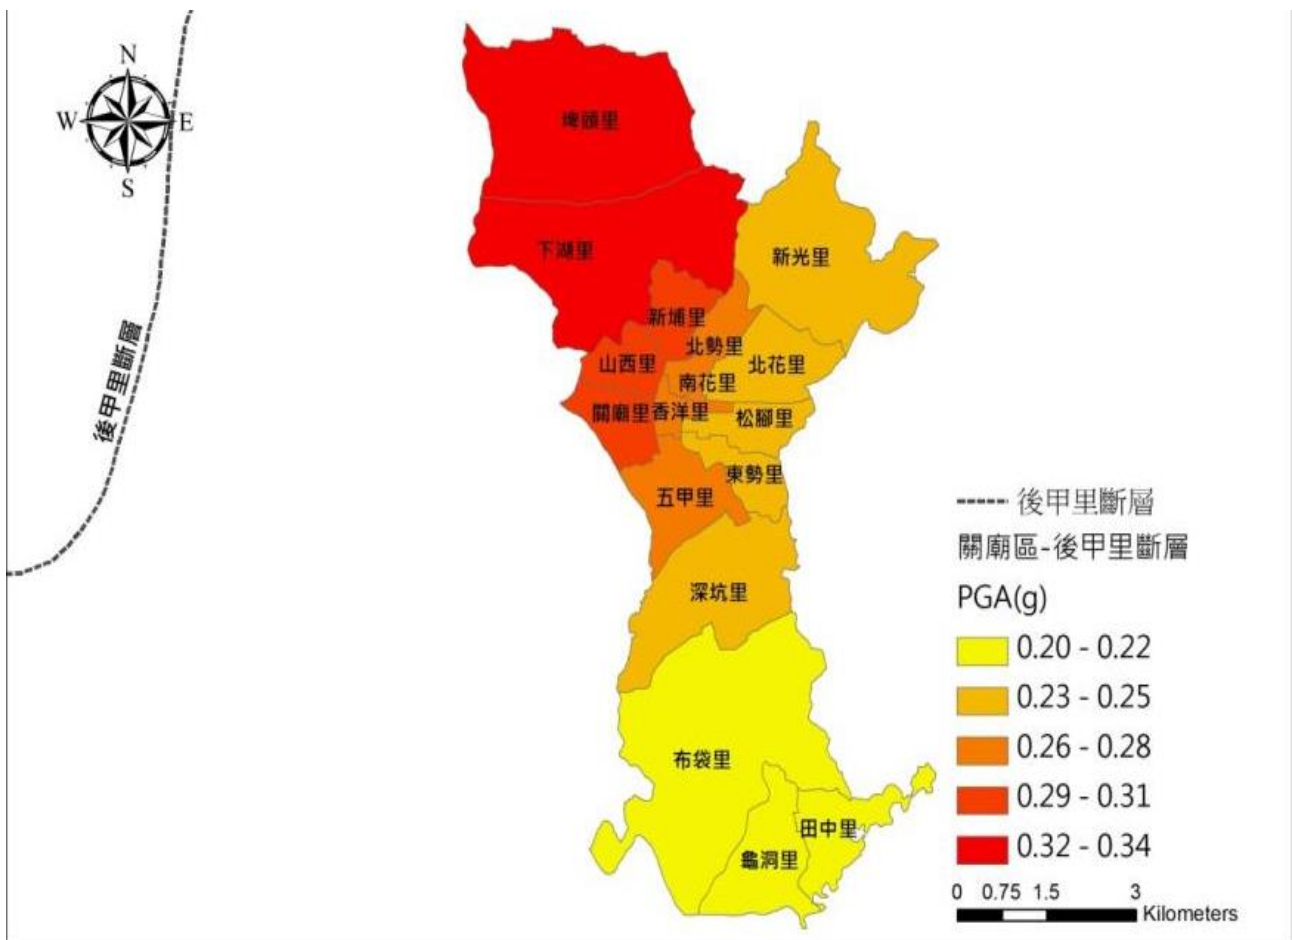 N
W E
S
埤頭里
下湖里
新光里
新埔里
北勢里
山西里
北花里
南花里
關廟里
香洋里
松腳里
東勢里
五甲里
深坑里
布袋里
田中里
龜洞里
後甲里斷層
後甲里斷層
關廟區-後甲里斷層
PGA(g)
0.20 - 0.22
0.23 - 0.25
0.26 - 0.28
0.29 - 0.31
0.32 - 0.34
0 0.75 1.5 3
Kilometers